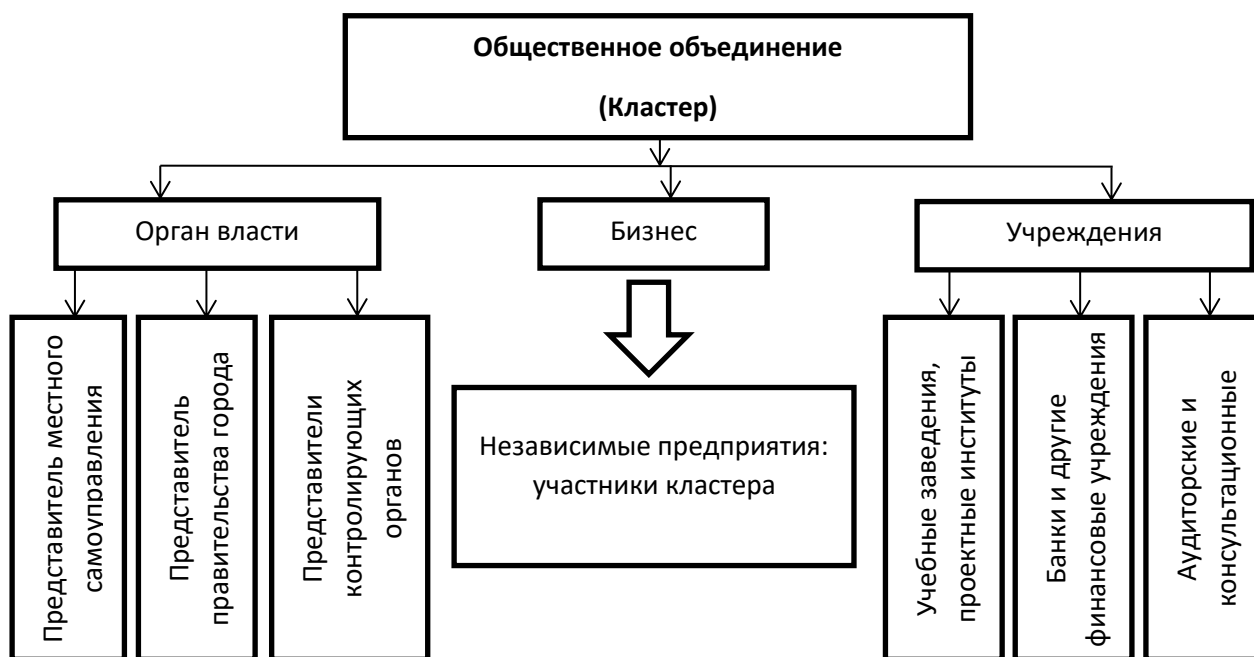 Общественное объединение
(Кластер)
Орган власти
Бизнес
Учреждения
Представитель местного
самоуправления
Представитель
правительства города
Представители
контролирующих
органов
Независимые предприятия:
участники кластера
Учебные заведения,
проектные институты
Банки и другие
финансовые учреждения
Аудиторские и
консультационные